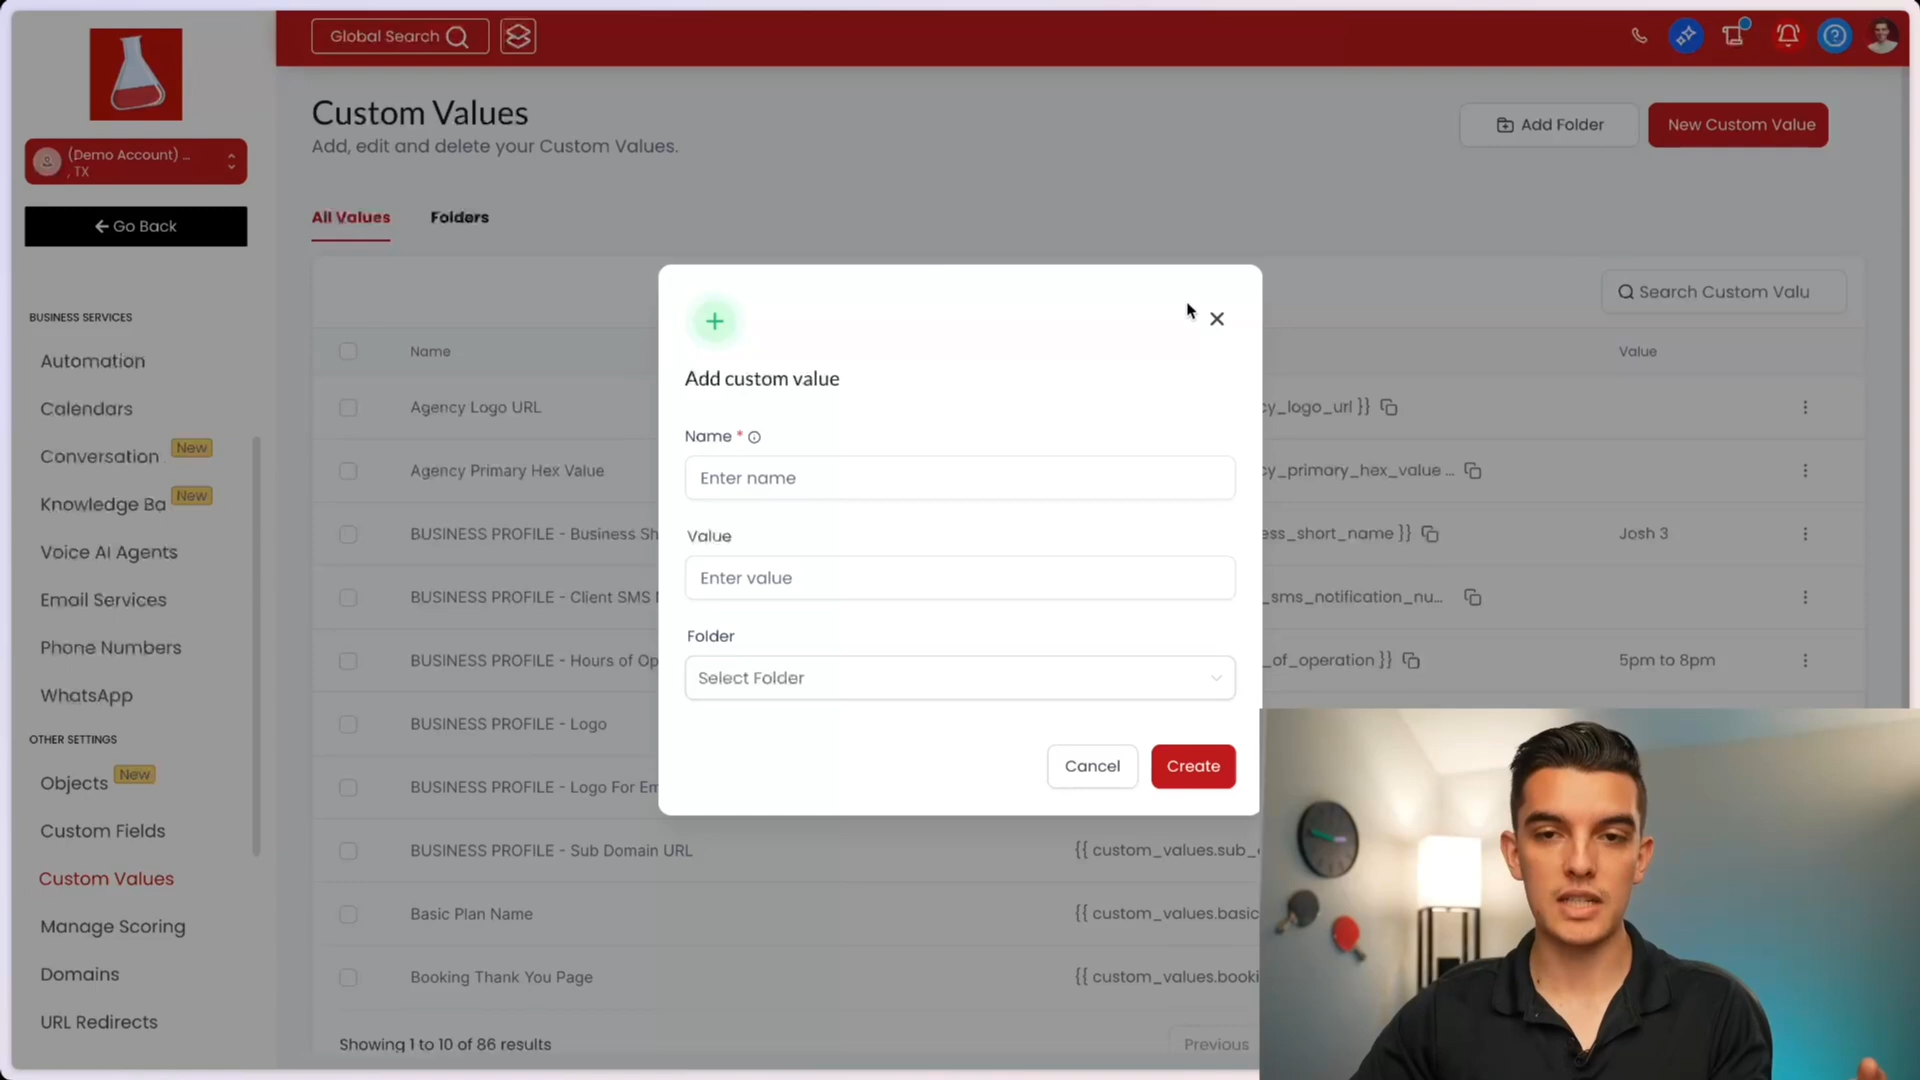 Global Search
(Demo Account) ...
, TX
Go Back
BUSINESS SERVICES
Automation
Calendars
Conversation New
Knowledge Ba New
Voice AI Agents
Email Services
Phone Numbers
WhatsApp
OTHER SETTINGS
Objects New
Custom Fields
Custom Values
Manage Scoring
Domains
URL Redirects
Custom Values
Add, edit and delete your Custom Values.
Add Folder
New Custom Value
All Values Folders
Search Custom Valu
Name Value
Agency Logo URL cy_logo_url }}
Agency Primary Hex Value cy_primary_hex_value ...
BUSINESS PROFILE - Business Sh ess_short_name }} Josh 3
BUSINESS PROFILE - Client SMS _sms_notification_nu...
BUSINESS PROFILE - Hours of Op _of_operation }} 5pm to 8pm
BUSINESS PROFILE - Logo
BUSINESS PROFILE - Logo For Em
BUSINESS PROFILE - Sub Domain URL {{ custom_values.sub_
Basic Plan Name {{ custom_values.basic
Booking Thank You Page {{ custom_values.booki
Showing 1 to 10 of 86 results
Previous
Add custom value
Name *
Enter name
Value
Enter value
Folder
Select Folder
Cancel
Create